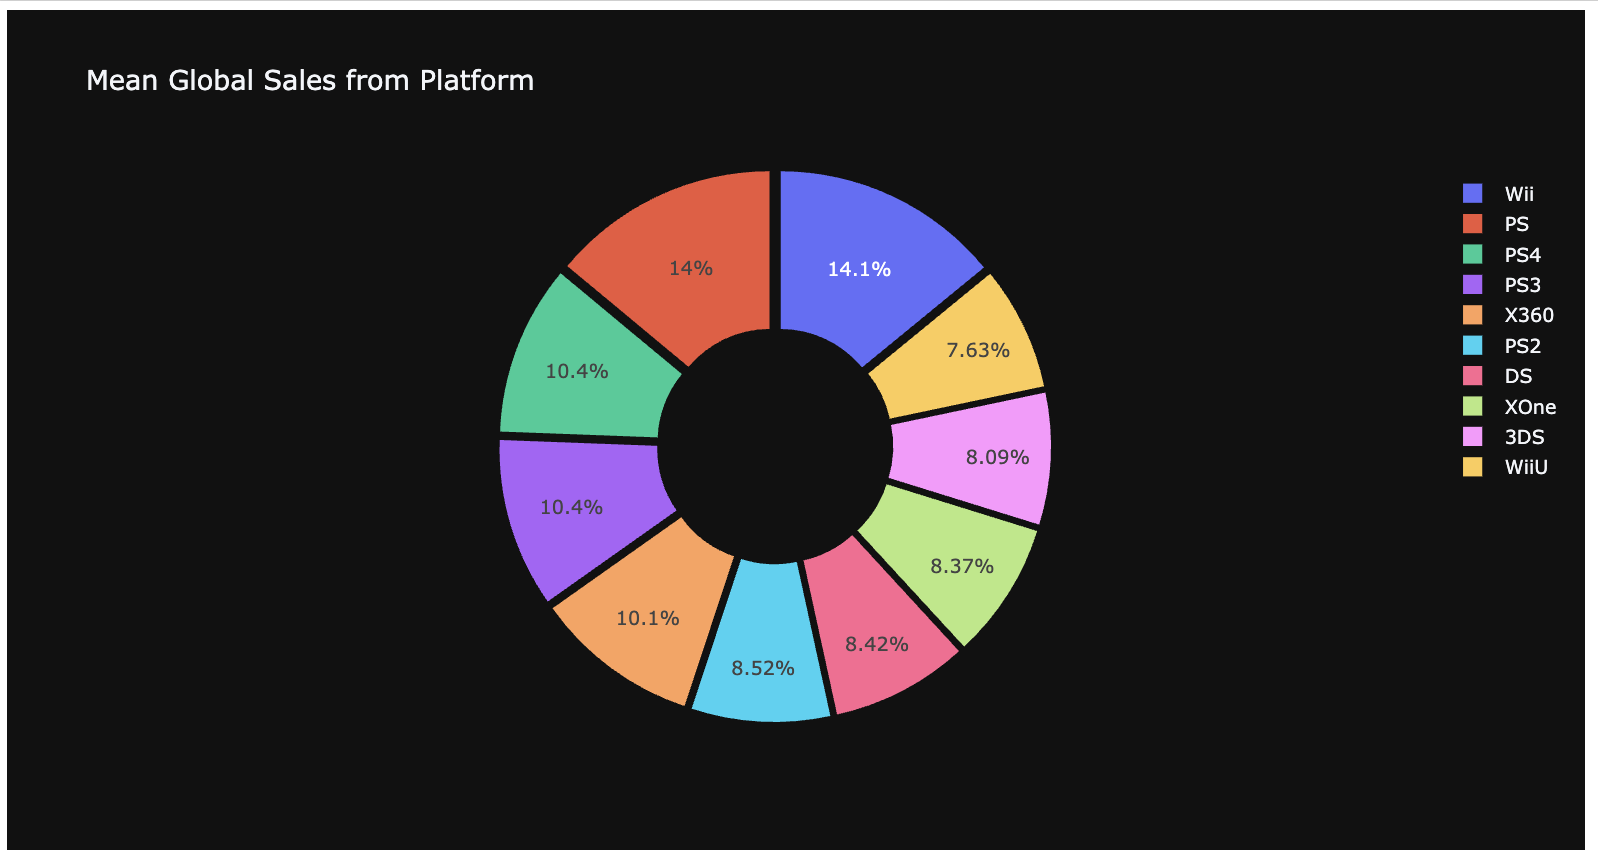 Mean Global Sales from Platform
14%
14.1%
7.63%
10.4%
8.09%
10.4%
8.37%
10.1%
8.42%
8.52%
Wii
PS
PS4
PS3
X360
PS2
DS
XOne
3DS
WiiU